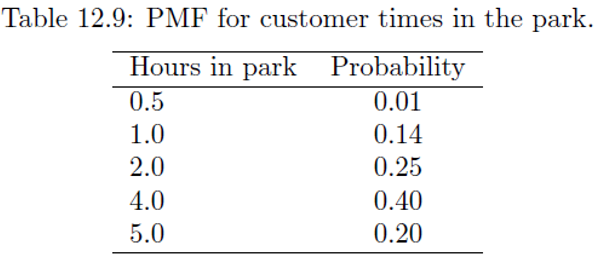 Table 12.9: PMF for customer times in the park.
Hours in park Probability
0.5 0.01
1.0 0.14
2.0 0.25
4.0 0.40
5.0 0.20